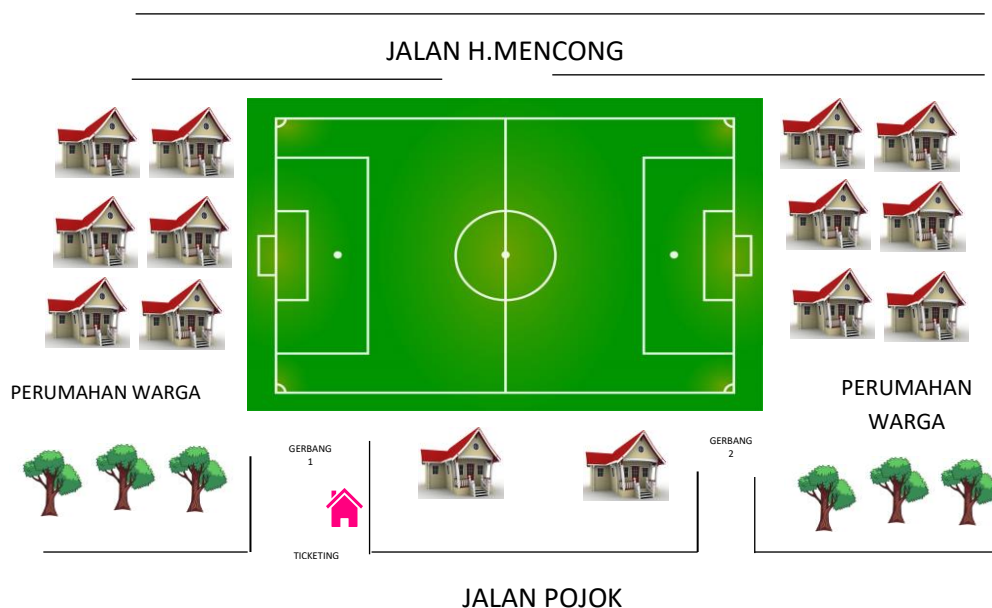 JALAN H.MENCONG
PERUMAHAN WARGA
PERUMAHAN
WARGA
GERBANG
1
GERBANG
2
TICKETING
JALAN POJOK